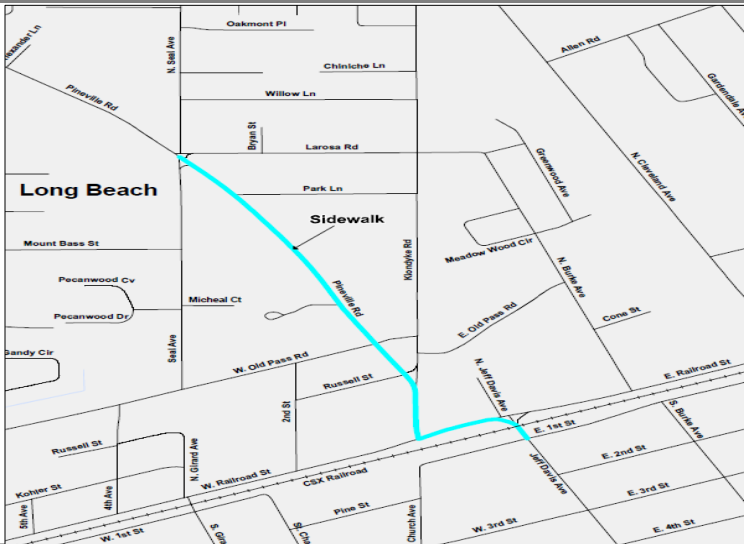 Oakmont Pl
N. Seal Ave
Allen Rd
Chiniche Ln
Gardendale
Pineville Rd
Willow Ln
Bryan St
Larosa Rd
Greenwood Ave
N. Cleveland Ave
Long Beach
Park Ln
Sidewalk
Mount Bass St
Klondyke Rd
Meadow Wood Cir
Pecanwood Cv
Micheal Ct
Pineville Rd
N. Burke Ave
Pecanwood Dr
Cone St
E. Old Pass Rd
Seal Ave
Gandy Cir
W. Old Pass Rd
N. Jeff Davis Ave
E. Railroad St
Russell St
2nd St
S. Burke Ave
E. 1st St
Russell St
N. Girard Ave
E. 2nd St
W. Railroad St
CSX Railroad
Jeff Davis Ave
Kohler St
4th Ave
E. 3rd St
5th Ave
Pine St
Church Ave
W. 3rd St
E. 4th St
W. 1st St